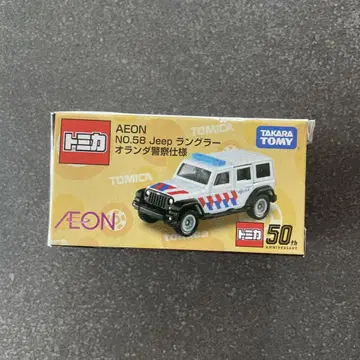 トミカ
AEON
NO.58 Jeep ラングラー
オランダ警察仕様
TAKARA
TOMY
TOMICA
TOMICA
ÆON
トミカ
50th
ANNIVERSARY